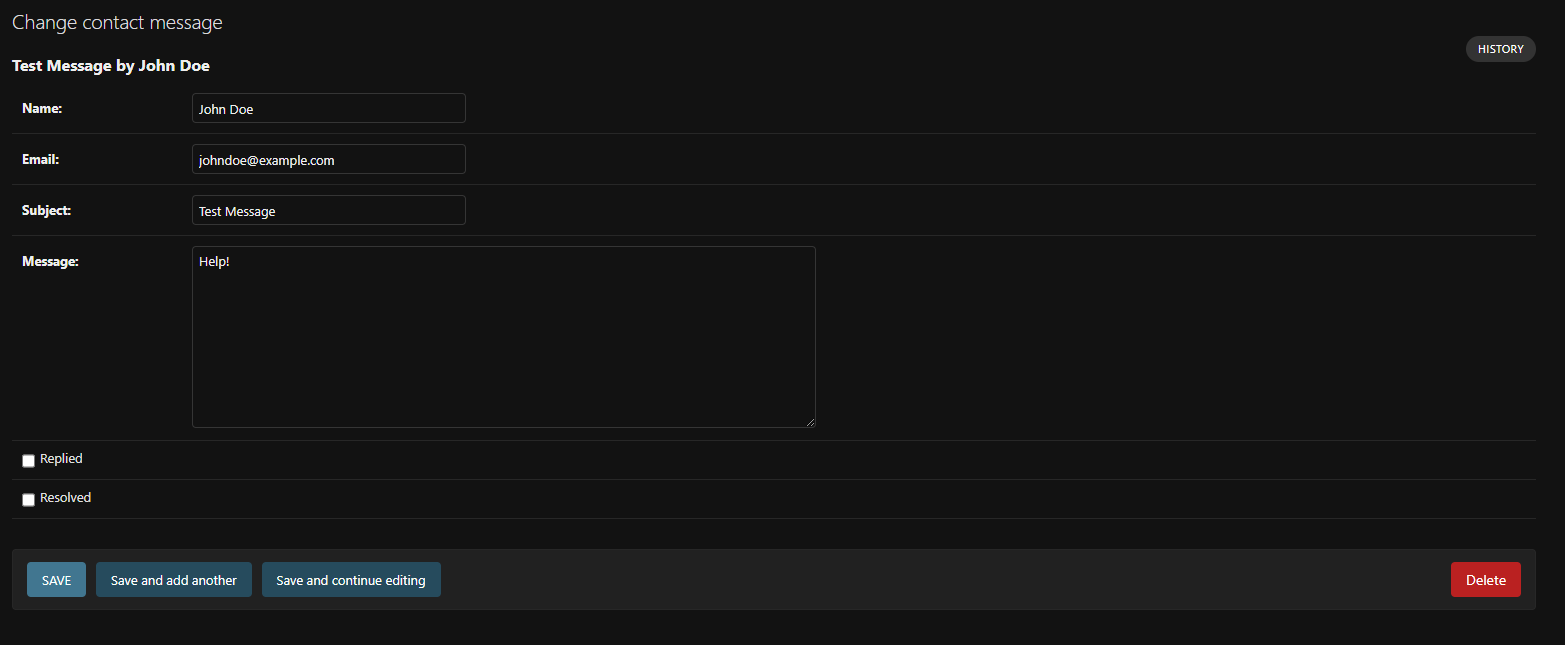 Change contact message
HISTORY
Test Message by John Doe
Name:
John Doe
Email:
johndoe@example.com
Subject:
Test Message
Message:
Help!
Replied
Resolved
SAVE
Save and add another
Save and continue editing
Delete